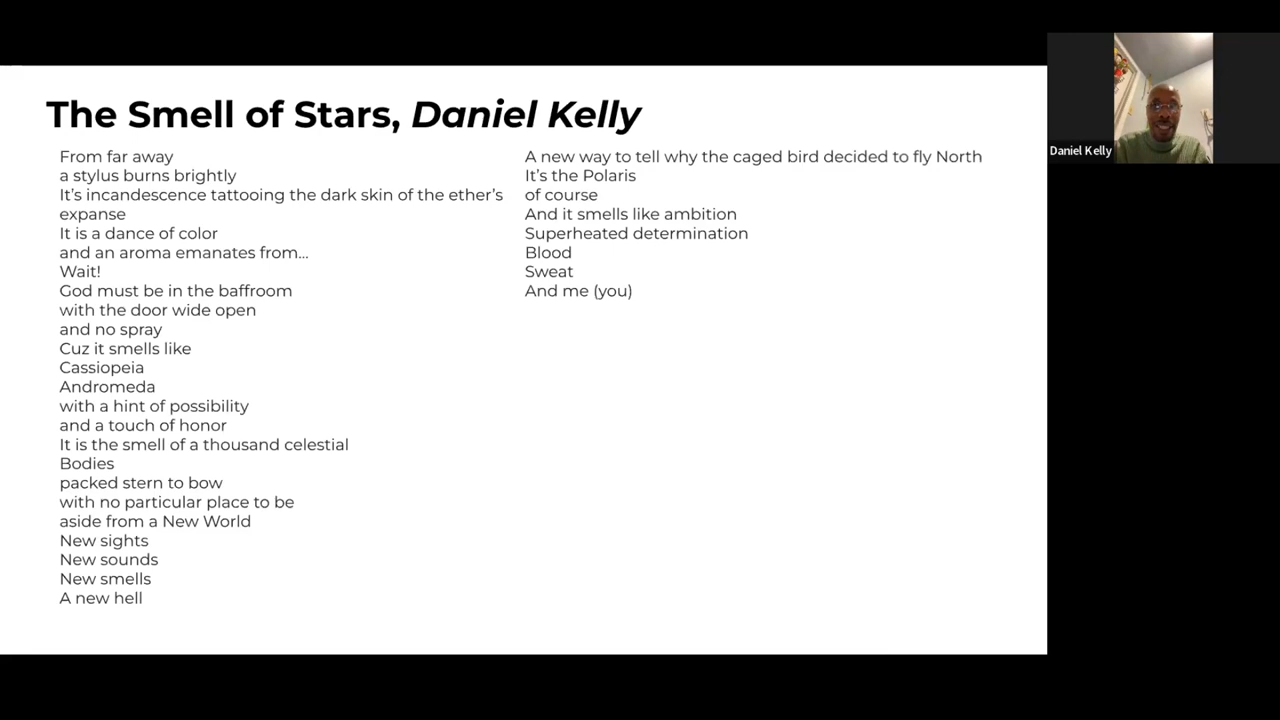 The Smell of Stars, Daniel Kelly
From far away
a stylus burns brightly
It’s incandescence tattooing the dark skin of the ether’s
expanse
It is a dance of color
and an aroma emanates from…
Wait!
God must be in the baffroom
with the door wide open
and no spray
Cuz it smells like
Cassiopeia
Andromeda
with a hint of possibility
and a touch of honor
It is the smell of a thousand celestial
Bodies
packed stern to bow
with no particular place to be
aside from a New World
New sights
New sounds
New smells
A new hell
A new way to tell why the caged bird decided to fly North
It’s the Polaris
of course
And it smells like ambition
Superheated determination
Blood
Sweat
And me (you)
Daniel Kelly